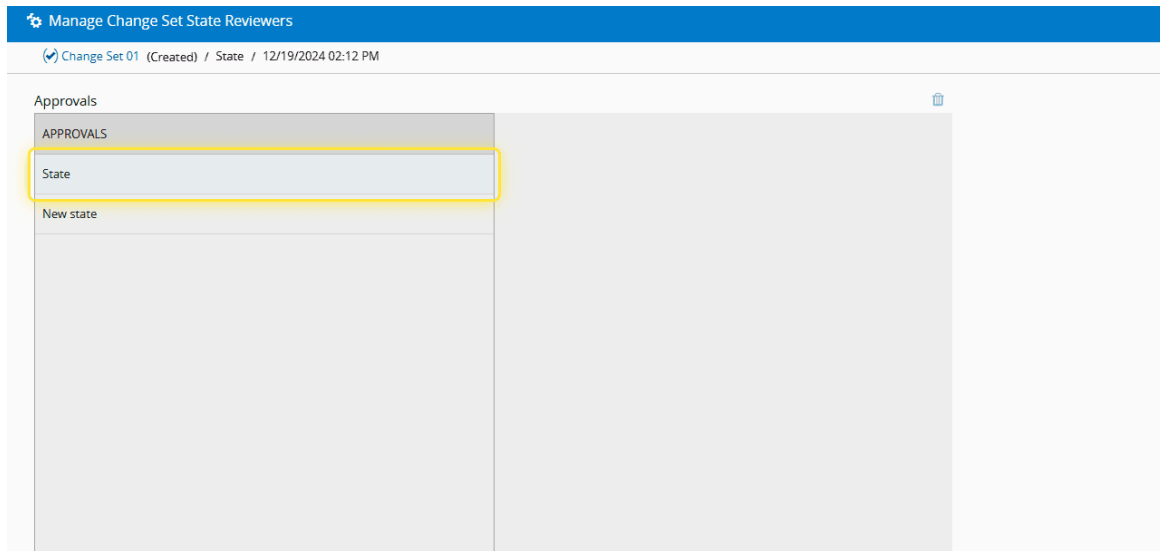 Manage Change Set State Reviewers
Change Set 01 (Created) / State / 12/19/2024 02:12 PM
Approvals
APPROVALS
State
New state